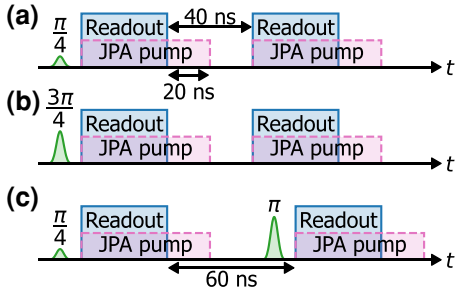 (a)
π/4
Readout
JPA pump
40 ns
20 ns
Readout
JPA pump
t
(b)
3π/4
Readout
JPA pump
Readout
JPA pump
t
(c)
π/4
Readout
JPA pump
π
60 ns
Readout
JPA pump
t